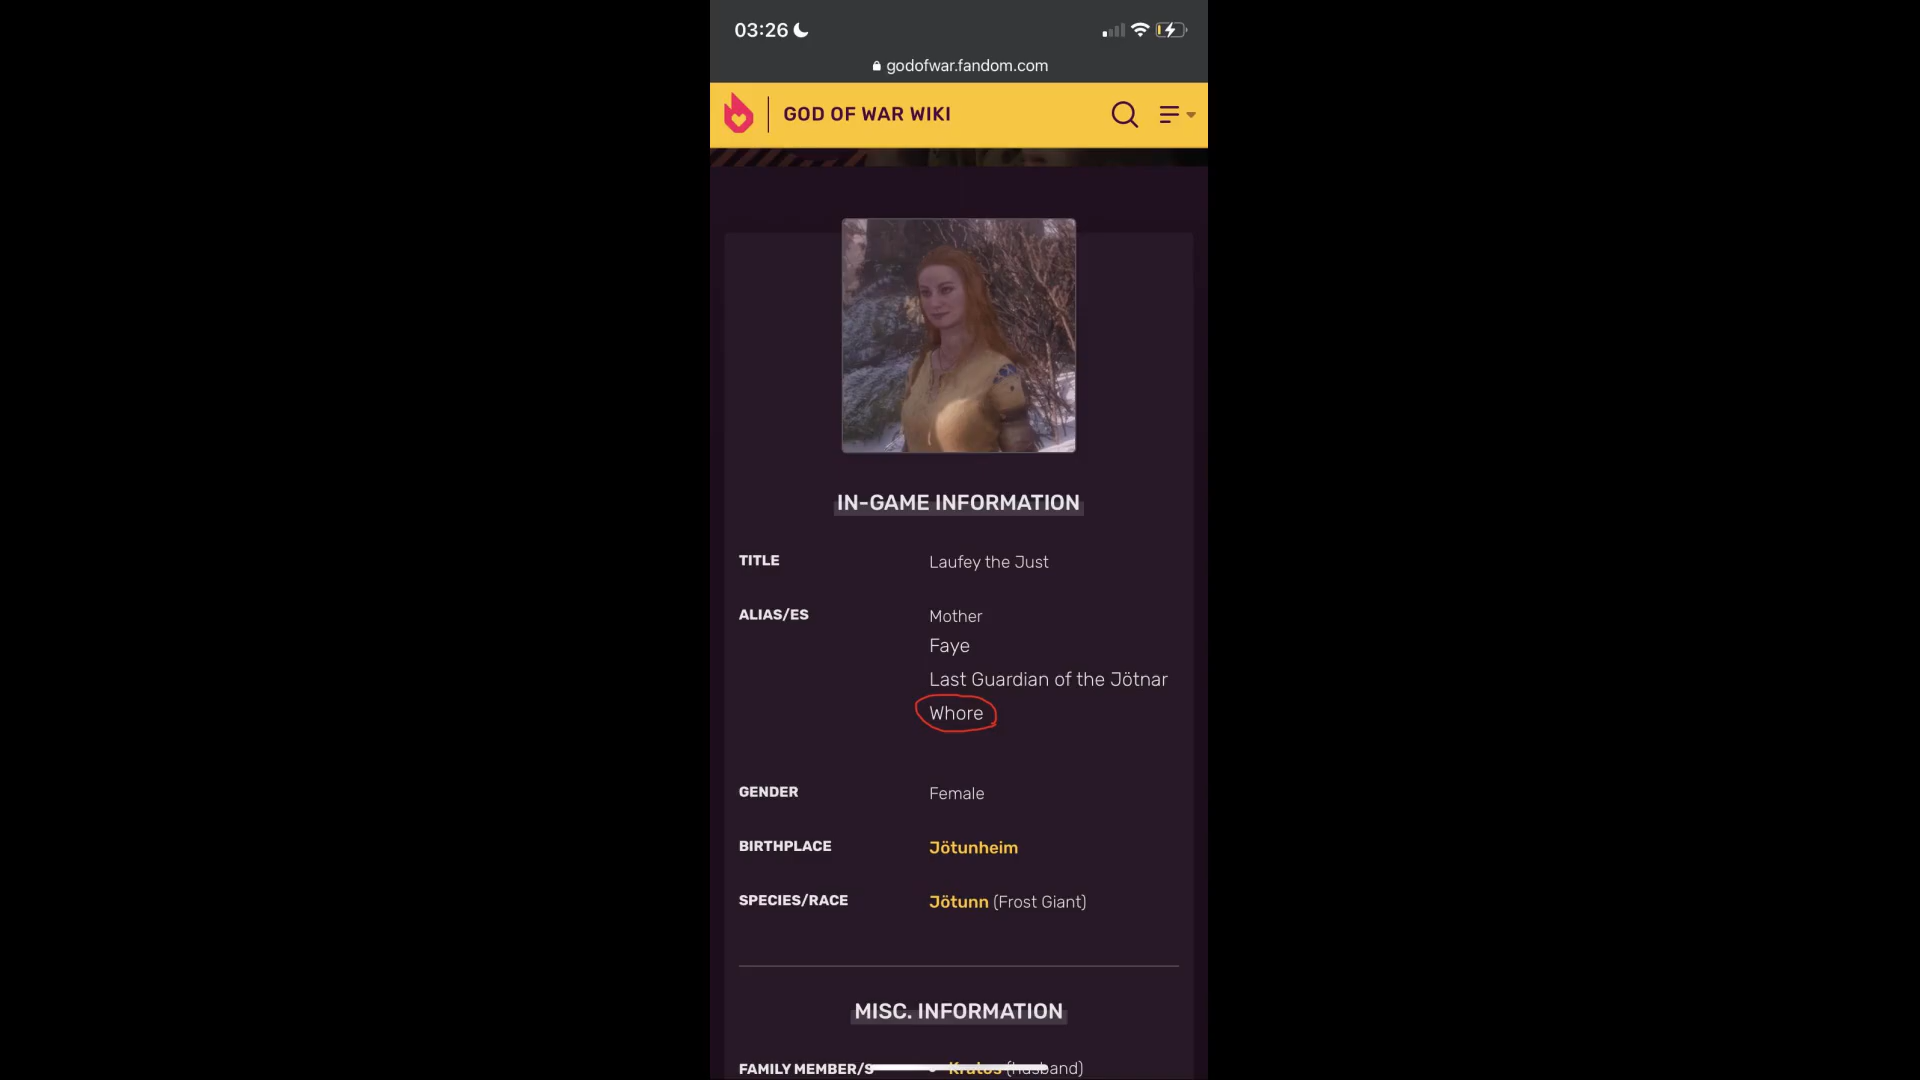 03:26
godofwar.fandom.com
GOD OF WAR WIKI
IN-GAME INFORMATION
TITLE Laufey the Just
ALIAS/ES Mother
Faye
Last Guardian of the Jötnar
Whore
GENDER Female
BIRTHPLACE Jötunheim
SPECIES/RACE Jötunn (Frost Giant)
MISC. INFORMATION
FAMILY MEMBER/S Kratos (husband)